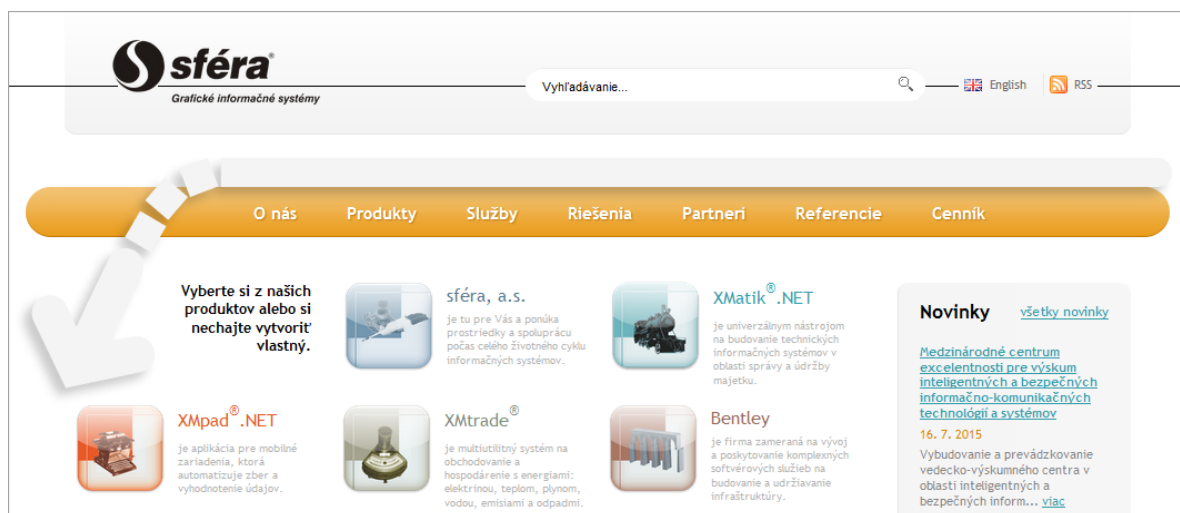 sféra®
Grafické informačné systémy
Vyhľadávanie...
English
RSS
O nás
Produkty
Služby
Riešenia
Partneri
Referencie
Cenník
Vyberte si z našich
produktov alebo si
nechajte vytvoriť
vlastný.
sféra, a.s.
je tu pre Vás a ponúka
prostriedky a spoluprácu
počas celého životného cyklu
informačných systémov.
XMatik®.NET
je univerzálnym nástrojom
na budovanie technických
informačných systémov v
oblasti správy a údržby
majetku.
XMpad®.NET
je aplikácia pre mobilné
zariadenia, ktorá
automatizuje zber a
vyhodnotenie údajov.
XMtrade®
je multiutilitný systém na
obchodovanie a
hospodárenie s energiami:
elektrinou, teplom, plynom,
vodou, emisiami a odpadmi.
Bentley
je firma zameraná na vývoj
a poskytovanie komplexných
softvérových služieb na
budovanie a udržiavanie
infraštruktúry.
Novinky
všetky novinky
Medzinárodné centrum
excelentnosti pre výskum
inteligentných a bezpečných
informačno-komunikačných
technológií a systémov
16. 7. 2015
Vybudovanie a prevádzkovanie
vedecko-výskumného centra v
oblasti inteligentných a
bezpečných inform... viac